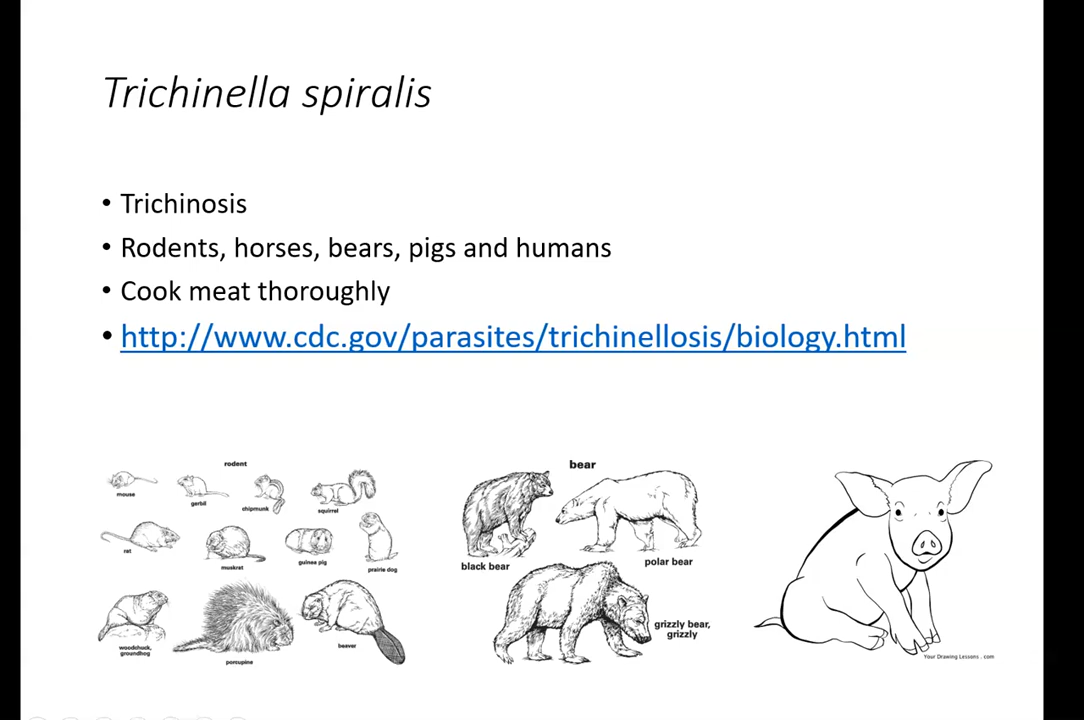 Trichinella spiralis
• Trichinosis
• Rodents, horses, bears, pigs and humans
• Cook meat thoroughly
• http://www.cdc.gov/parasites/trichinellosis/biology.html
rodent
mouse
gerbil
chipmunk
squirrel
rat
muskrat
guinea pig
prairie dog
woodchuck,
groundhog
porcupine
beaver
bear
black bear
polar bear
grizzly bear,
grizzly
Your Drawing Lessons . com